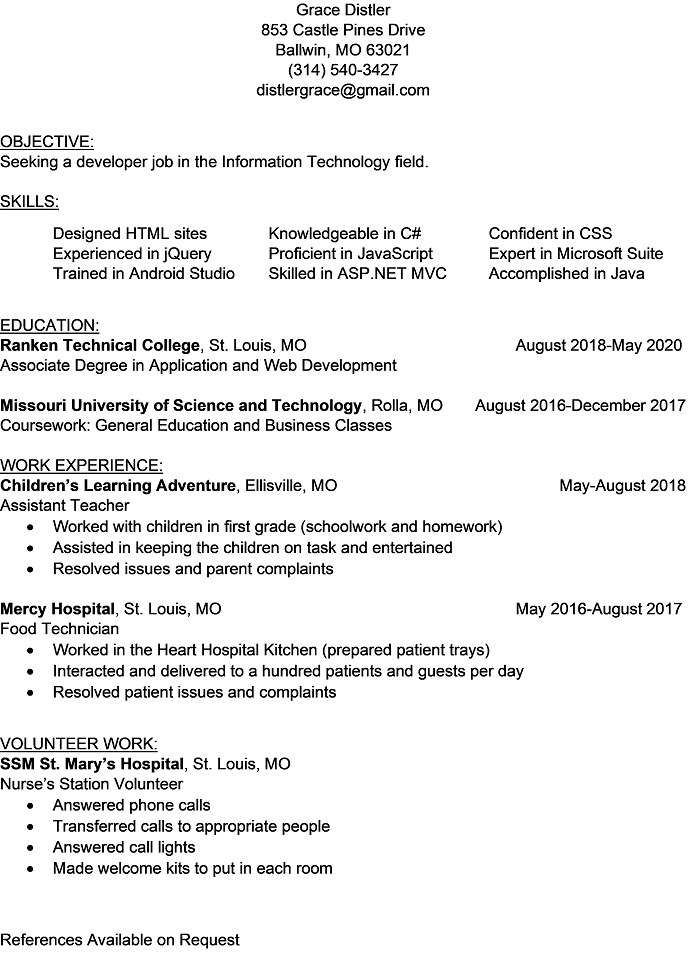 Grace Distler
853 Castle Pines Drive
Ballwin, MO 63021
(314) 540-3427
distlergrace@gmail.com
OBJECTIVE:
Seeking a developer job in the Information Technology field.
SKILLS:
Designed HTML sites Knowledgeable in C# Confident in CSS
Experienced in jQuery Proficient in JavaScript Expert in Microsoft Suite
Trained in Android Studio Skilled in ASP.NET MVC Accomplished in Java
EDUCATION:
Ranken Technical College, St. Louis, MO August 2018-May 2020
Associate Degree in Application and Web Development
Missouri University of Science and Technology, Rolla, MO August 2016-December 2017
Coursework: General Education and Business Classes
WORK EXPERIENCE:
Children’s Learning Adventure, Ellisville, MO May-August 2018
Assistant Teacher
• Worked with children in first grade (schoolwork and homework)
• Assisted in keeping the children on task and entertained
• Resolved issues and parent complaints
Mercy Hospital, St. Louis, MO May 2016-August 2017
Food Technician
• Worked in the Heart Hospital Kitchen (prepared patient trays)
• Interacted and delivered to a hundred patients and guests per day
• Resolved patient issues and complaints
VOLUNTEER WORK:
SSM St. Mary’s Hospital, St. Louis, MO
Nurse’s Station Volunteer
• Answered phone calls
• Transferred calls to appropriate people
• Answered call lights
• Made welcome kits to put in each room
References Available on Request